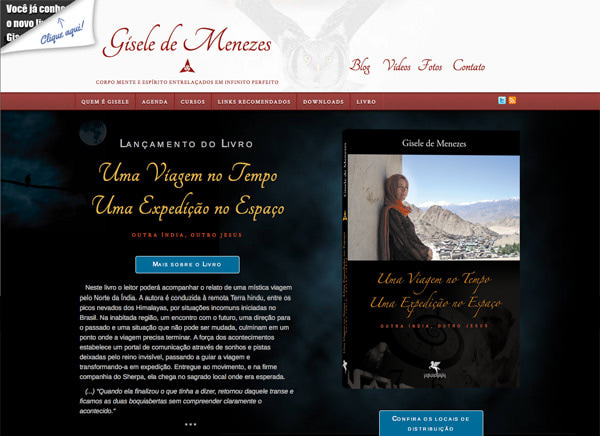 Você já conhe
o novo li
Gis
Clique aqui!
Gisele de Menezes
CORPO MENTE E ESPÍRITO ENTRELAÇADOS EM INFINITO PERFEITO
Blog Vídeos Fotos Contato
QUEM É GISELE AGENDA CURSOS LINKS RECOMENDADOS DOWNLOADS LIVRO
LANÇAMENTO DO LIVRO
Uma Viagem no Tempo
Uma Expedição no Espaço
OUTRA ÍNDIA, OUTRO JESUS
MAIS SOBRE O LIVRO
Neste livro o leitor poderá acompanhar o relato de uma mística viagem
pelo Norte da Índia. A autora é conduzida à remota Terra hindu, entre os
picos nevados dos Himalayas, por situações incomuns iniciadas no
Brasil. Na inabitada região, um encontro com o futuro, uma direção para
o passado e uma situação que não pode ser mudada, culminam em um
ponto onde a viagem precisa terminar. A força dos acontecimentos
estabelece um portal de comunicação através de sonhos e pistas
deixadas pelo reino invisível, passando a guiar a viagem e
transformando-a em expedição. Entregue ao movimento, e na firme
companhia do Sherpa, ela chega no sagrado local onde era esperada.
(...) "Quando ela finalizou o que tinha a dizer, retornou daquele transe e
ficamos as duas boquiabertas sem compreender claramente o
acontecido."
* * *
Gisele de Menezes
Gisele de Menezes
Uma Viagem no Tempo
Uma Expedição no Espaço
OUTRA ÍNDIA, OUTRO JESUS
CONFIRA OS LOCAIS DE
DISTRIBUIÇÃO